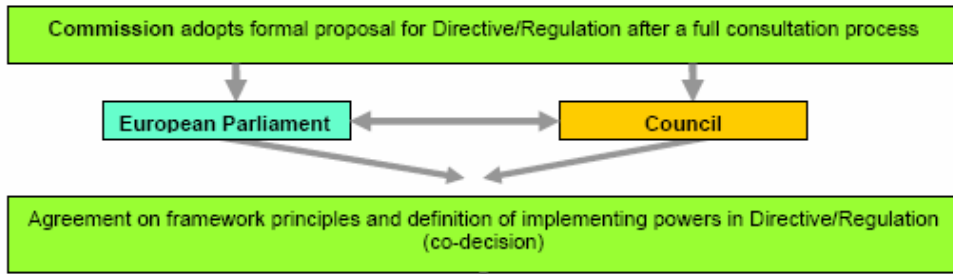 Commission adopts formal proposal for Directive/Regulation after a full consultation process
European Parliament
Council
Agreement on framework principles and definition of implementing powers in Directive/Regulation
(co-decision)